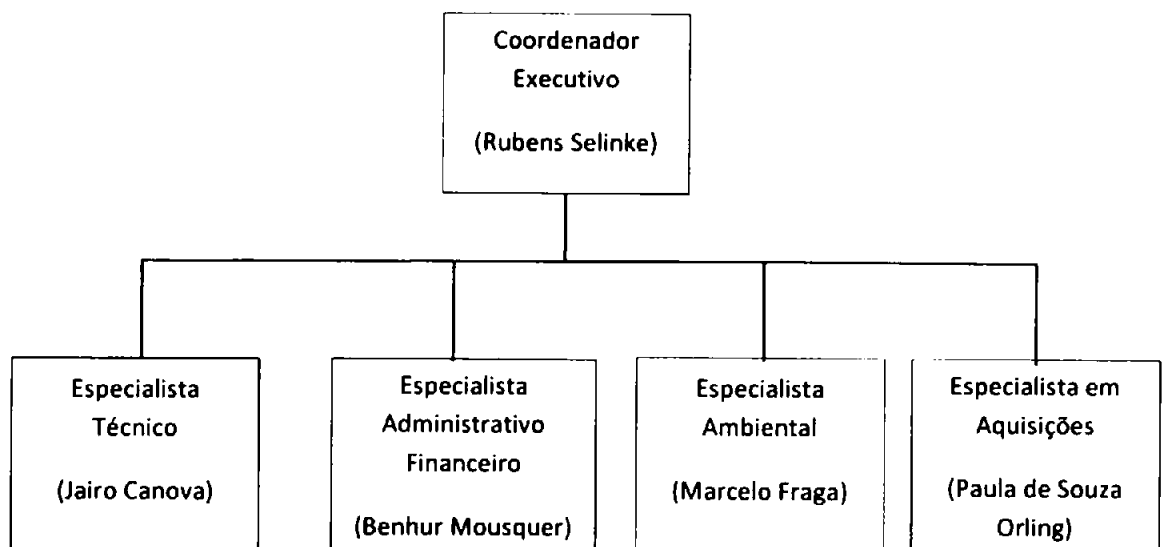 Coordenador
Executivo
(Rubens Selinke)
Especialista
Técnico
(Jairo Canova)
Especialista
Administrativo
Financeiro
(Benhur Mousquer)
Especialista
Ambiental
(Marcelo Fraga)
Especialista em
Aquisições
(Paula de Souza
Orling)